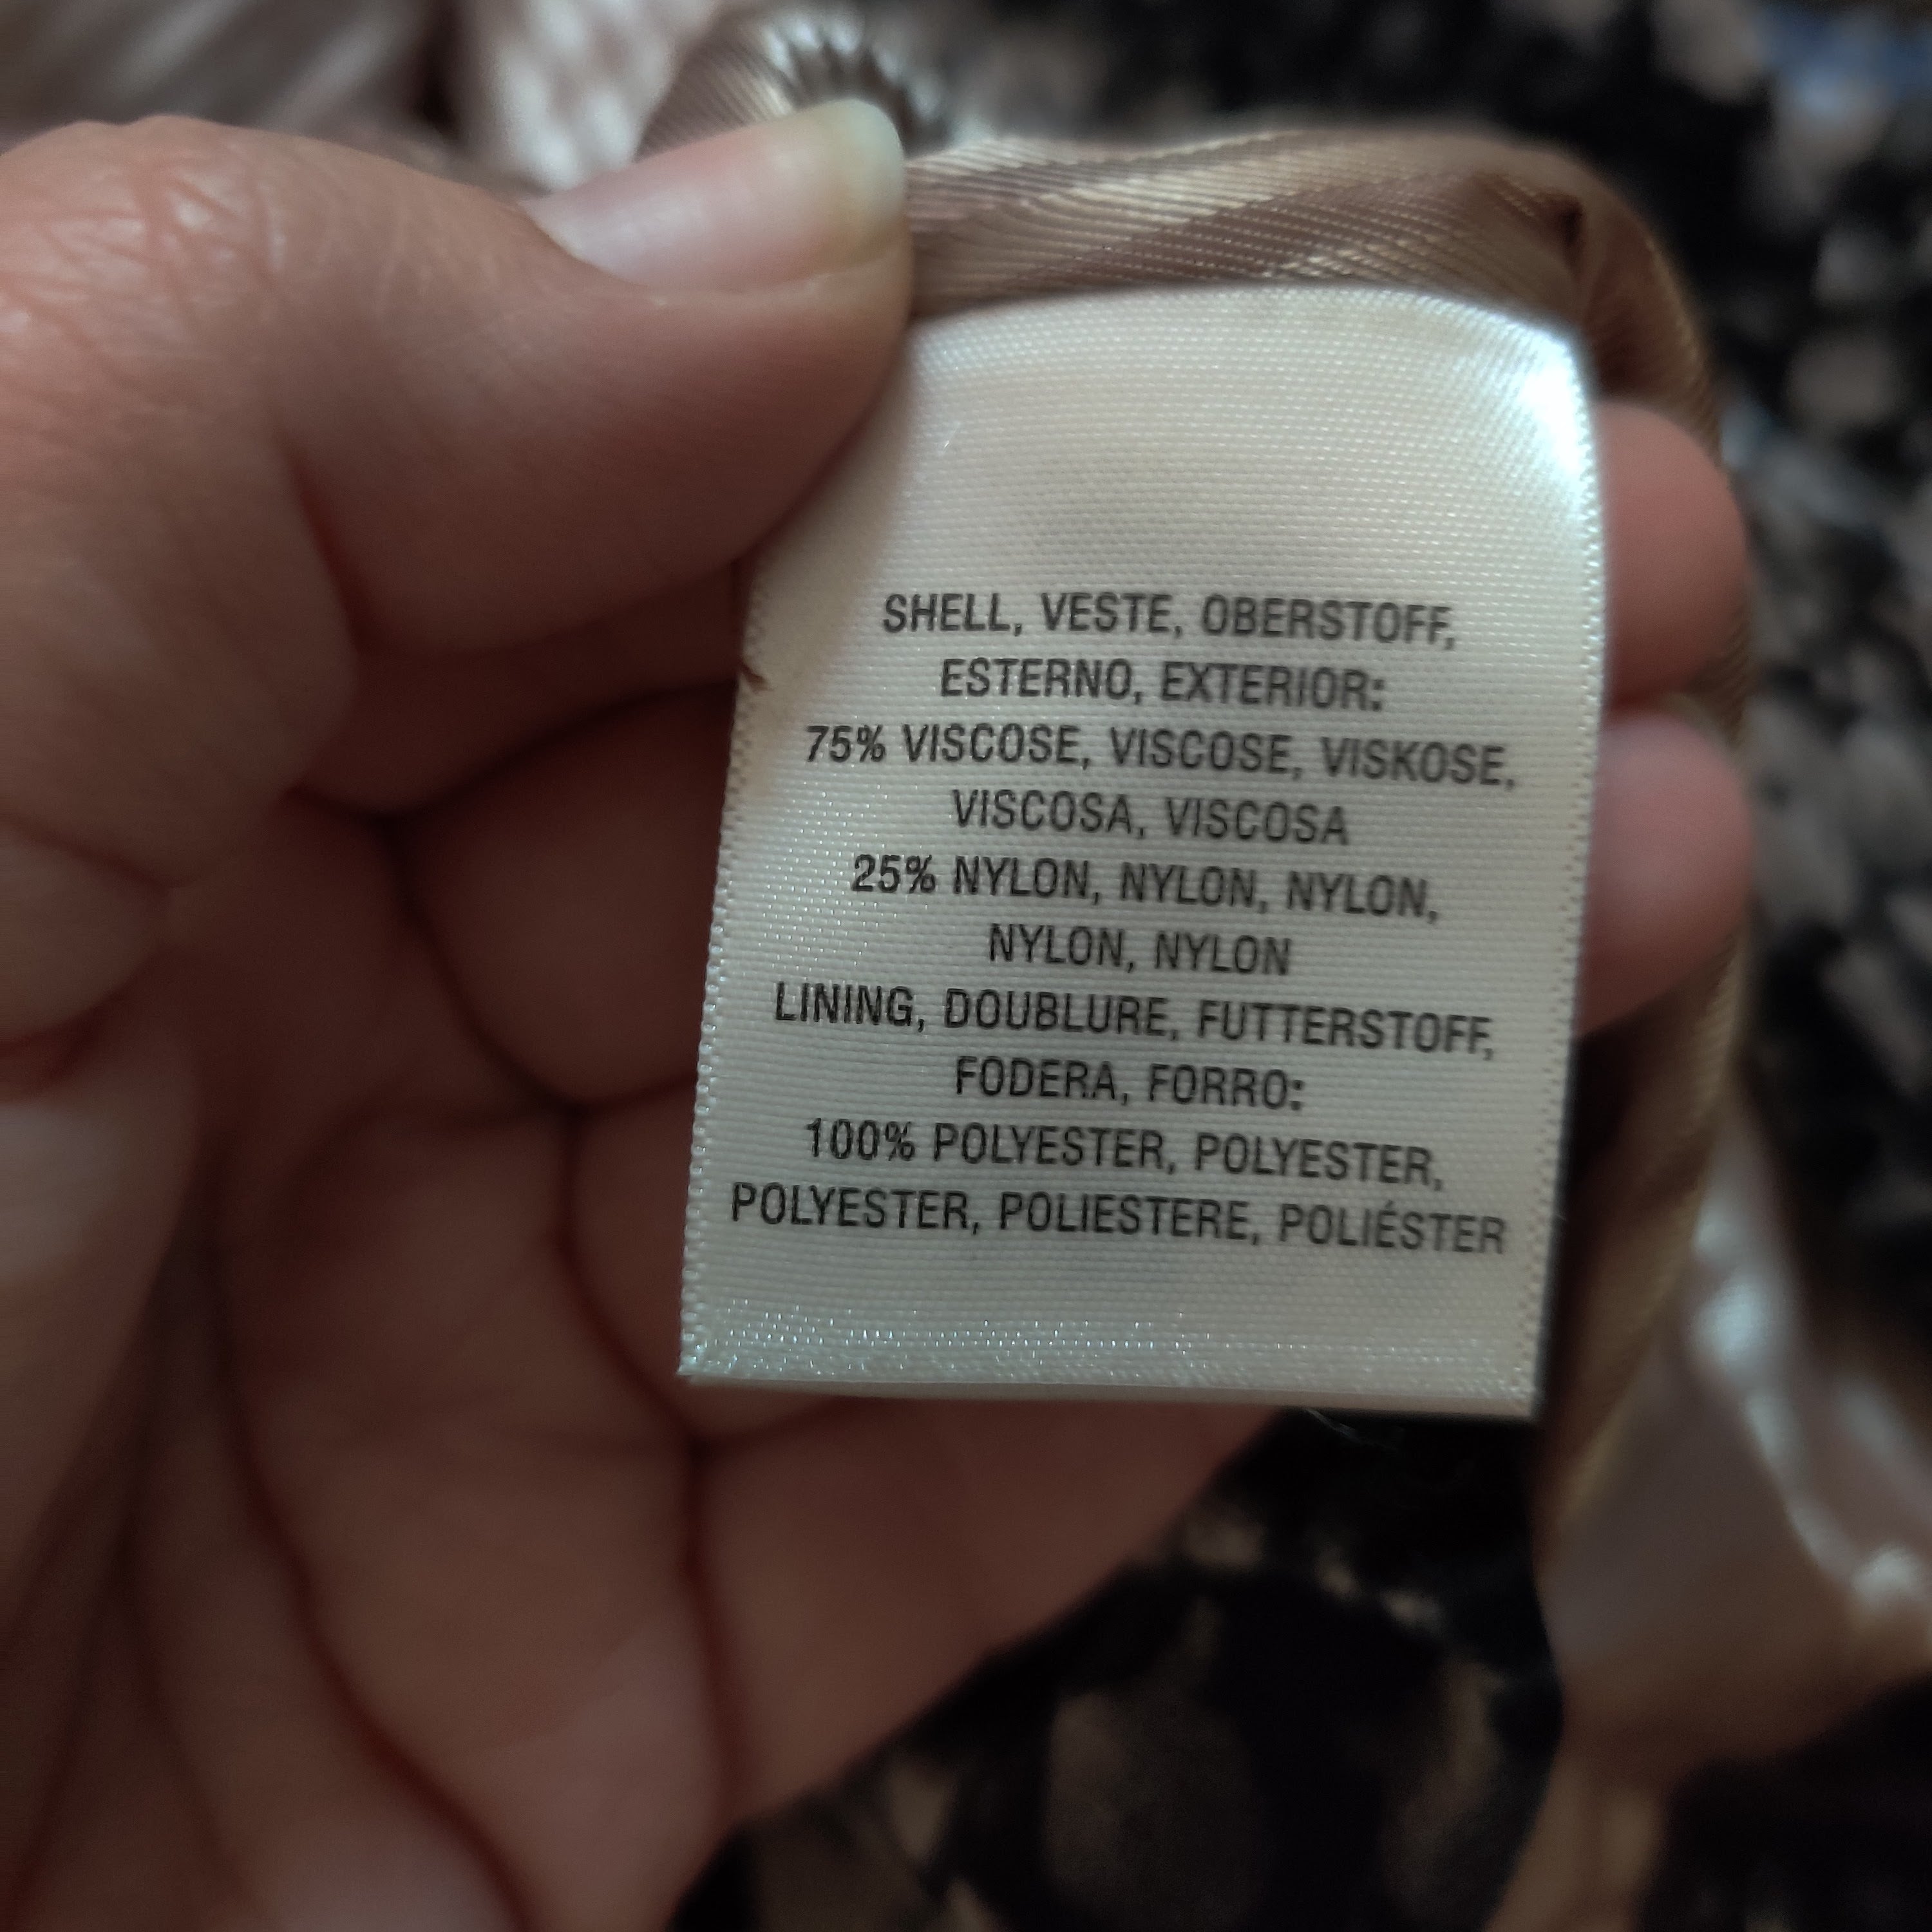 SHELL, VESTE, OBERSTOFF,
ESTERNO, EXTERIOR:
75% VISCOSE, VISCOSE, VISKOSE,
VISCOSA, VISCOSA
25% NYLON, NYLON, NYLON,
NYLON, NYLON
LINING, DOUBLURE, FUTTERSTOFF,
FODERA, FORRO:
100% POLYESTER, POLYESTER,
POLYESTER, POLIESTERE, POLIÉSTER